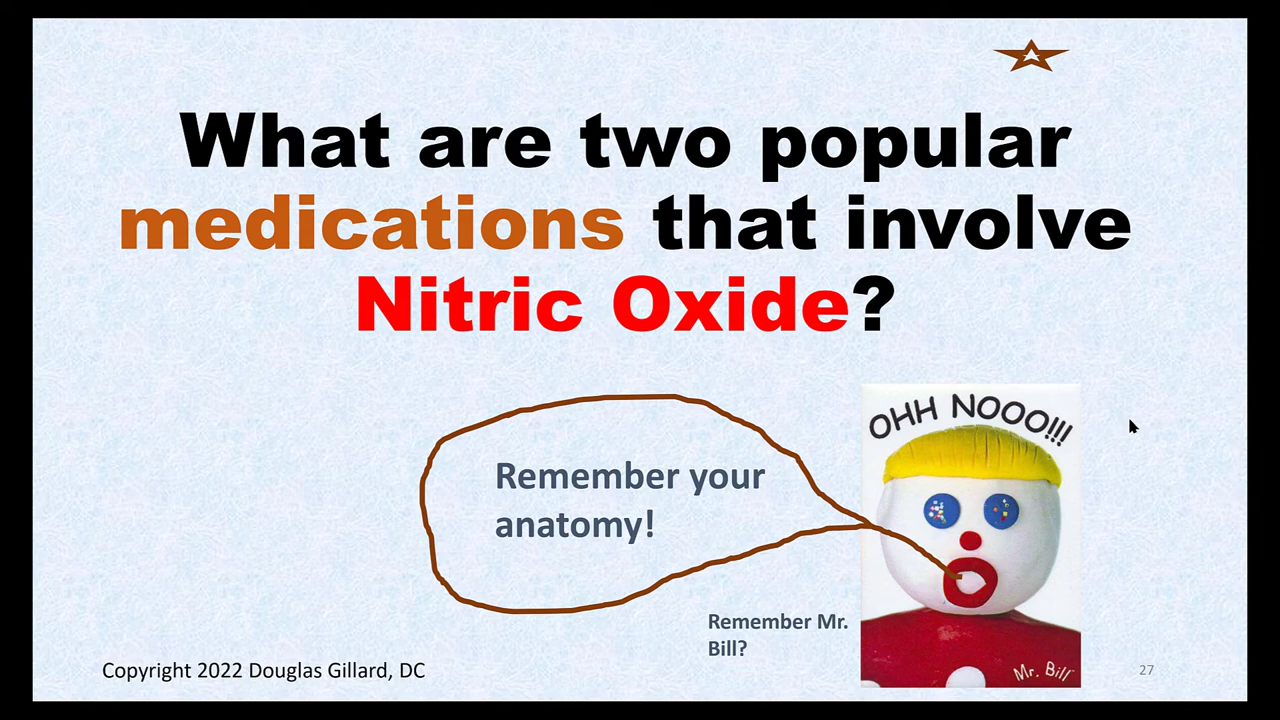 What are two popular
medications that involve
Nitric Oxide?
OHH NOOO!!!
Remember your
anatomy!
Remember Mr.
Bill?
Mr. Bill
Copyright 2022 Douglas Gillard, DC
27